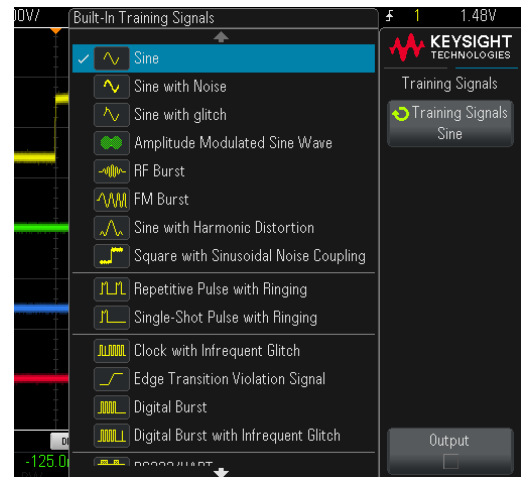 00V/
Built-In Training Signals
1
1.48V
KEYSIGHT
TECHNOLOGIES
Training Signals
Training Signals
Sine
Sine
Sine with Noise
Sine with glitch
Amplitude Modulated Sine Wave
RF Burst
FM Burst
Sine with Harmonic Distortion
Square with Sinusoidal Noise Coupling
Repetitive Pulse with Ringing
Single-Shot Pulse with Ringing
Clock with Infrequent Glitch
Edge Transition Violation Signal
Digital Burst
Digital Burst with Infrequent Glitch
Output
-125.0